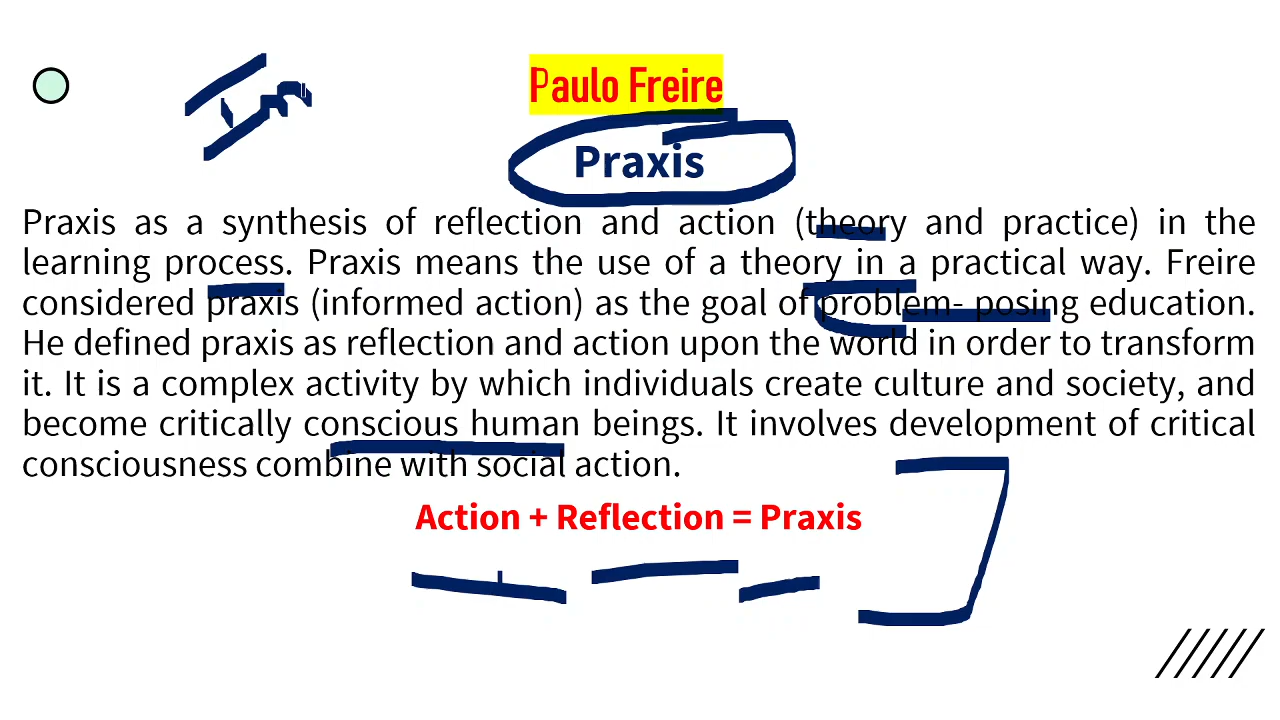 Paulo Freire
Praxis
Praxis as a synthesis of reflection and action (theory and practice) in the
learning process. Praxis means the use of a theory in a practical way. Freire
considered praxis (informed action) as the goal of problem- posing education.
He defined praxis as reflection and action upon the world in order to transform
it. It is a complex activity by which individuals create culture and society, and
become critically conscious human beings. It involves development of critical
consciousness combine with social action.
Action + Reflection = Praxis